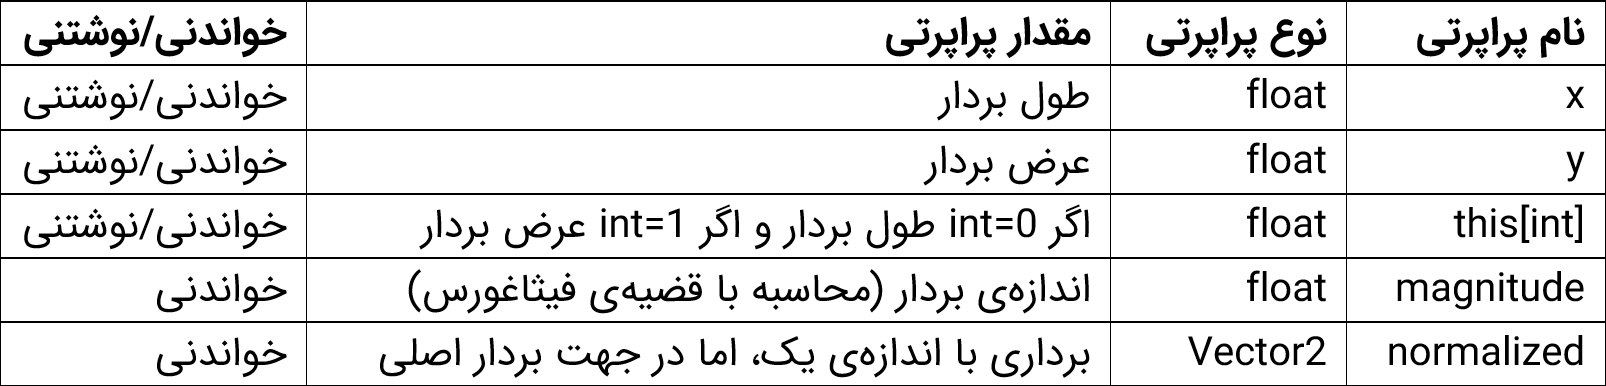 نام پراپرتی نوع پراپرتی مقدار پراپرتی خواندنی/نوشتنی
x float طول بردار خواندنی/نوشتنی
y float عرض بردار خواندنی/نوشتنی
this[int] float اگر int=0 طول بردار و اگر int=1 عرض بردار خواندنی/نوشتنی
magnitude float اندازه‌ی بردار (محاسبه با قضیه‌ی فیثاغورس) خواندنی
normalized Vector2 برداری با اندازه‌ی یک، اما در جهت بردار اصلی خواندنی